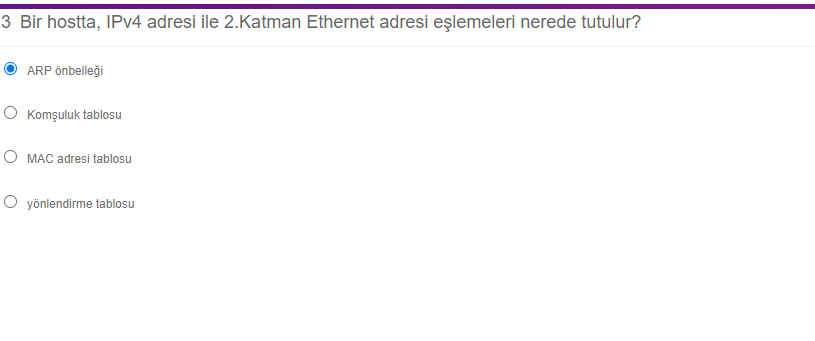 3 Bir hostta, IPv4 adresi ile 2.Katman Ethernet adresi eşlemeleri nerede tutulur?
ARP önbelleği
Komşuluk tablosu
MAC adresi tablosu
yönlendirme tablosu